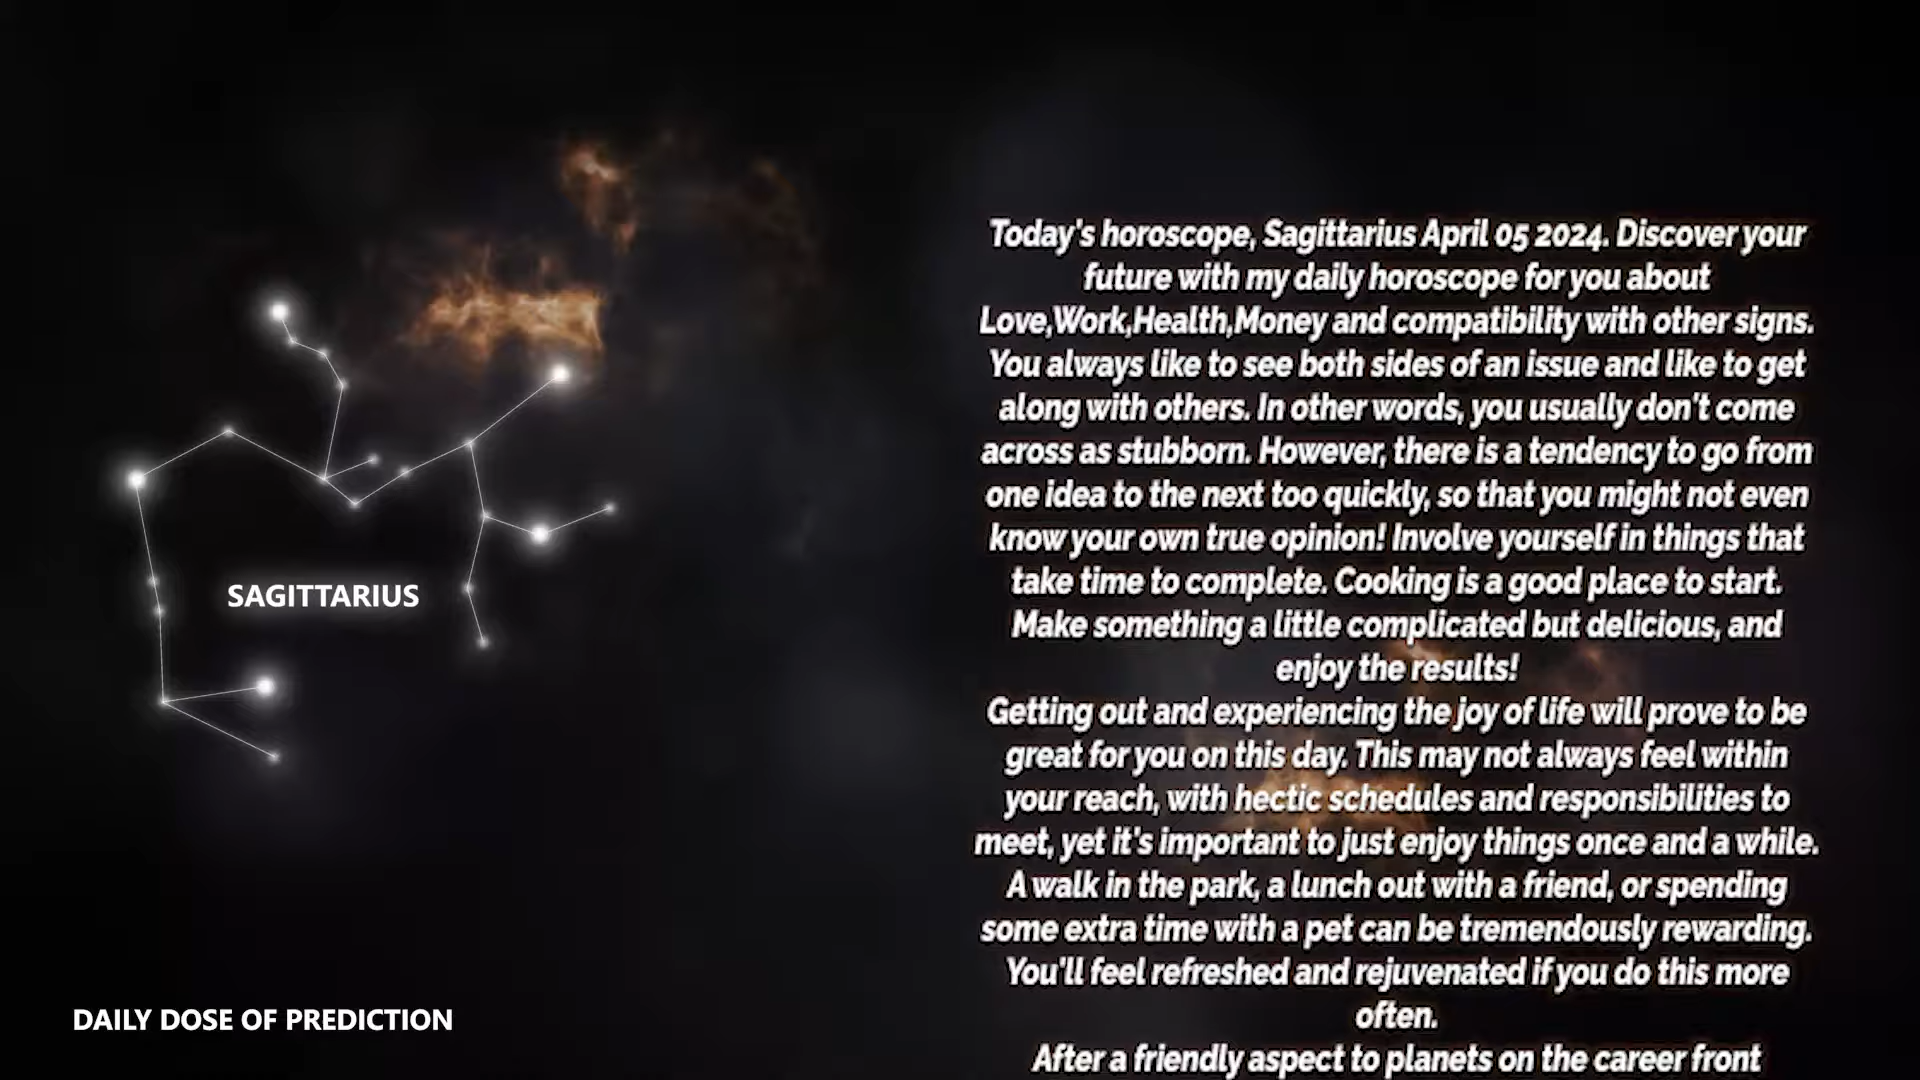 SAGITTARIUS
DAILY DOSE OF PREDICTION
Today's horoscope, Sagittarius April 05 2024. Discover your
future with my daily horoscope for you about
Love,Work,Health,Money and compatibility with other signs.
You always like to see both sides of an issue and like to get
along with others. In other words, you usually don't come
across as stubborn. However, there is a tendency to go from
one idea to the next too quickly, so that you might not even
know your own true opinion! Involve yourself in things that
take time to complete. Cooking is a good place to start.
Make something a little complicated but delicious, and
enjoy the results!
Getting out and experiencing the joy of life will prove to be
great for you on this day. This may not always feel within
your reach, with hectic schedules and responsibilities to
meet, yet it's important to just enjoy things once and a while.
A walk in the park, a lunch out with a friend, or spending
some extra time with a pet can be tremendously rewarding.
You'll feel refreshed and rejuvenated if you do this more
often.
After a friendly aspect to planets on the career front